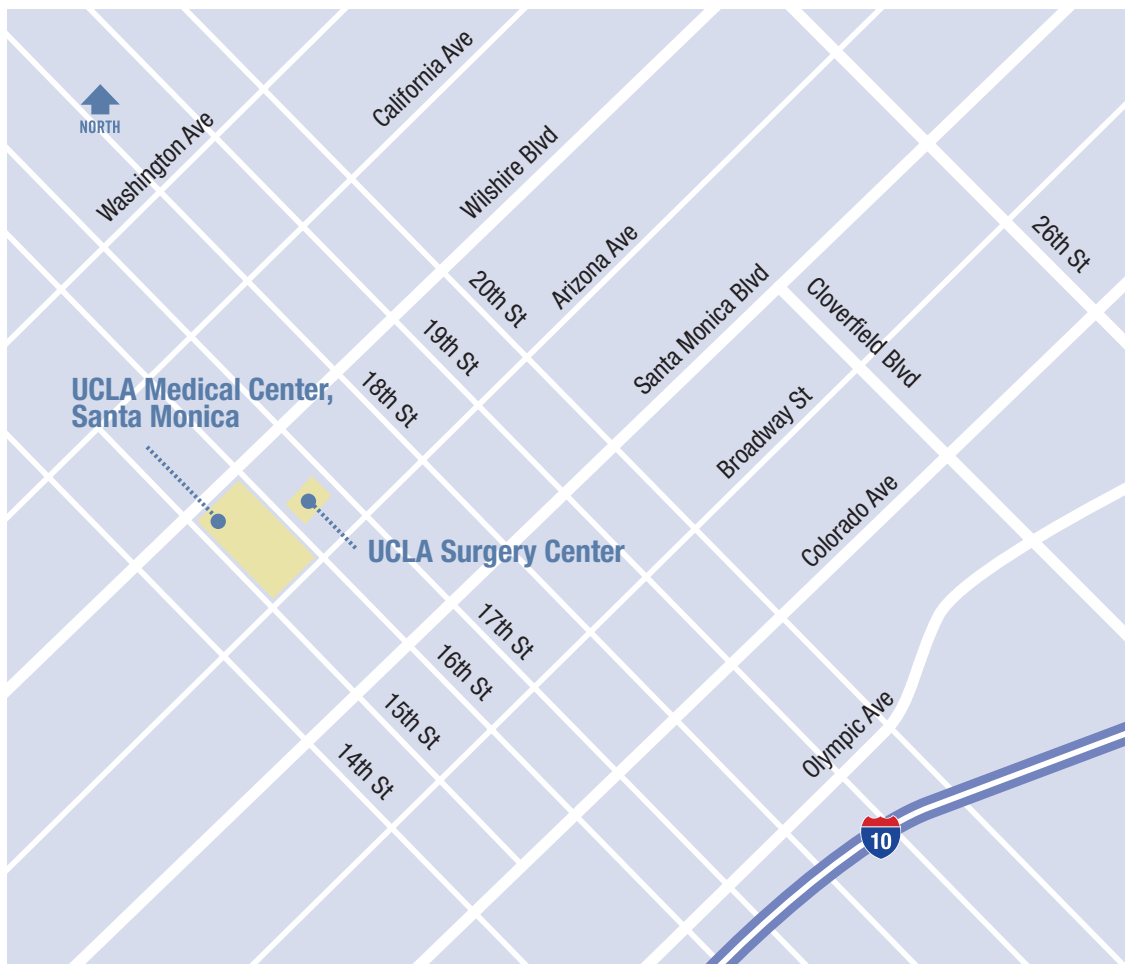 California Ave
NORTH
Washington Ave
Wilshire Blvd
26th St
Arizona Ave
20th St
Santa Monica Blvd
Cloverfield Blvd
19th St
18th St
UCLA Medical Center,
Santa Monica
Broadway St
Colorado Ave
UCLA Surgery Center
17th St
16th St
15th St
14th St
Olympic Ave
10